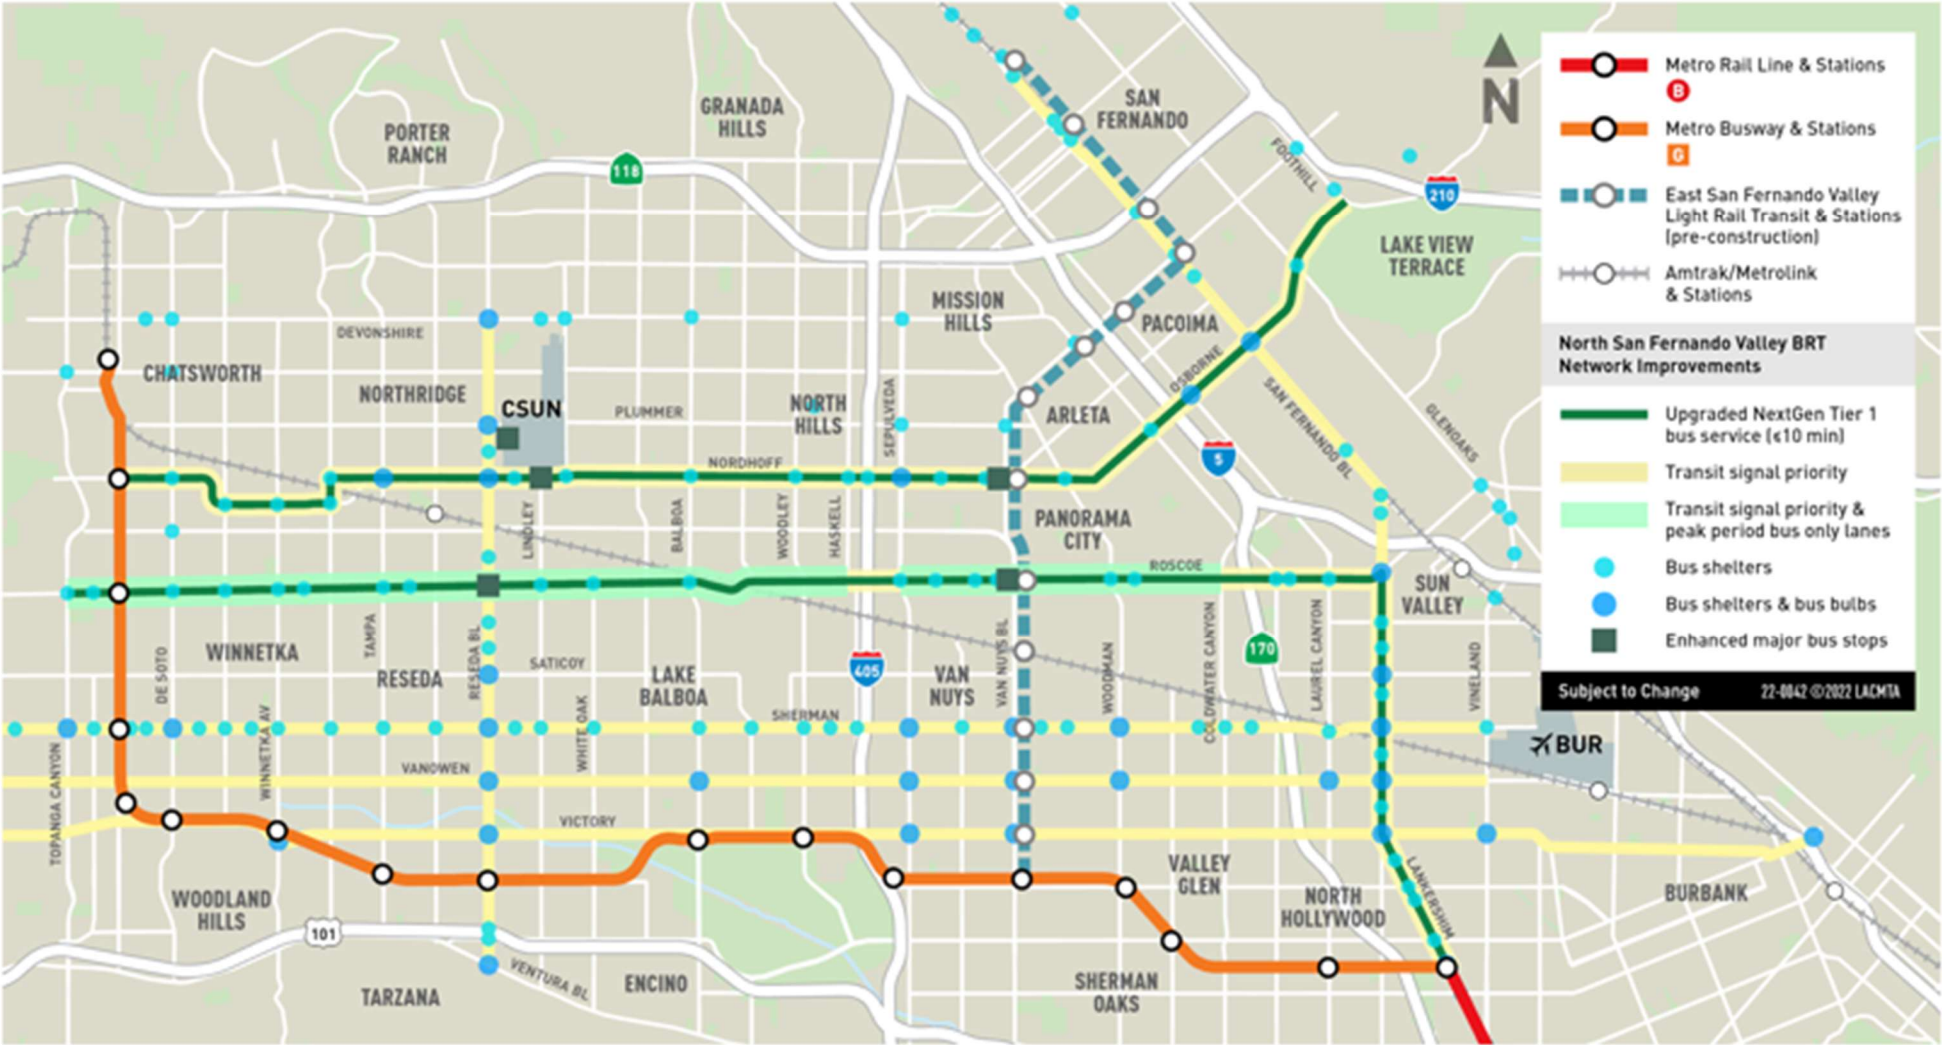 SAN
FERNANDO
GRANADA
HILLS
PORTER
RANCH
118
FOOTHILL
210
N
LAKE VIEW
TERRACE
MISSION
HILLS
PACOIMA
DEVONSHIRE
CHATSWORTH
NORTHRIDGE
CSUN
PLUMMER
NORTH
HILLS
SEPULVEDA
ARLETA
OSBORNE
SAN FERNANDO BL
GLENOAKS
5
NORDHOFF
LINDLEY
BALBOA
WOODLEY
HASKELL
PANORAMA
CITY
ROSCOE
SUN
VALLEY
WINNETKA
DE SOTO
TAMPA
RESEDA
RESEDA BL
SATICOY
LAKE
BALBOA
405
VAN
NUYS
VAN NUYS BL
WOODMAN
COLDWATER CANYON
170
LAUREL CANYON
VINELAND
SHERMAN
WHITE OAK
WINNETKA AV
TOPANGA CANYON
VANOWEN
VICTORY
BUR
WOODLAND
HILLS
101
TARZANA
VENTURA BL
ENCINO
VALLEY
GLEN
NORTH
HOLLYWOOD
LANKERSHIM
BURBANK
SHERMAN
OAKS
Metro Rail Line & Stations
B
Metro Busway & Stations
G
East San Fernando Valley
Light Rail Transit & Stations
(pre-construction)
Amtrak/Metrolink
& Stations
North San Fernando Valley BRT
Network Improvements
Upgraded NextGen Tier 1
bus service (≤10 min)
Transit signal priority
Transit signal priority &
peak period bus only lanes
Bus shelters
Bus shelters & bus bulbs
Enhanced major bus stops
Subject to Change 22-0042 ©2022 LACMTA